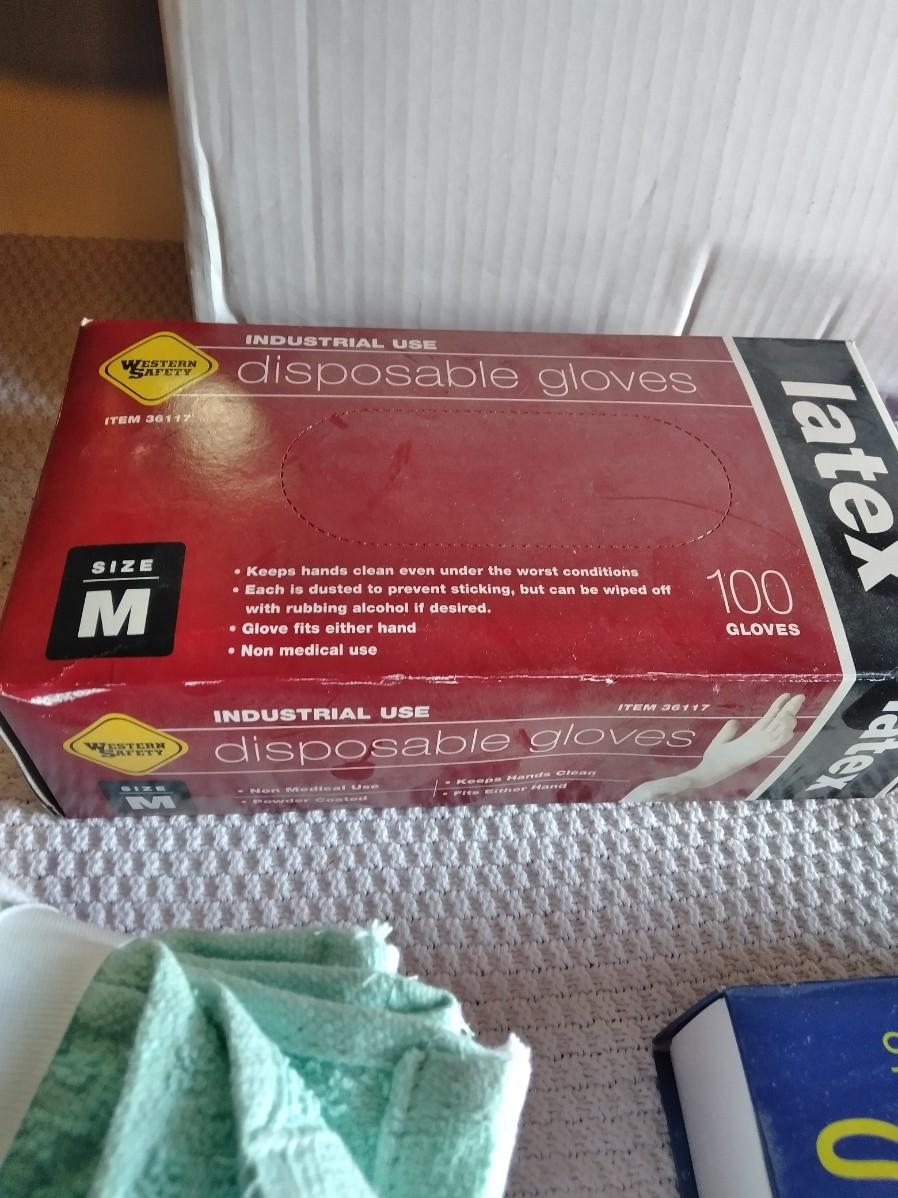 INDUSTRIAL USE
WESTERN
SAFETY
disposable gloves
ITEM 36117
latex
SIZE
M
• Keeps hands clean even under the worst conditions
• Each is dusted to prevent sticking, but can be wiped off
with rubbing alcohol if desired.
• Glove fits either hand
• Non medical use
100
GLOVES
INDUSTRIAL USE
ITEM 36117
WESTERN
SAFETY
disposable gloves
latex
SIZE
M
• Non Medical Use
• Powder Coated
• Keeps Hands Clean
• Fits Either Hand